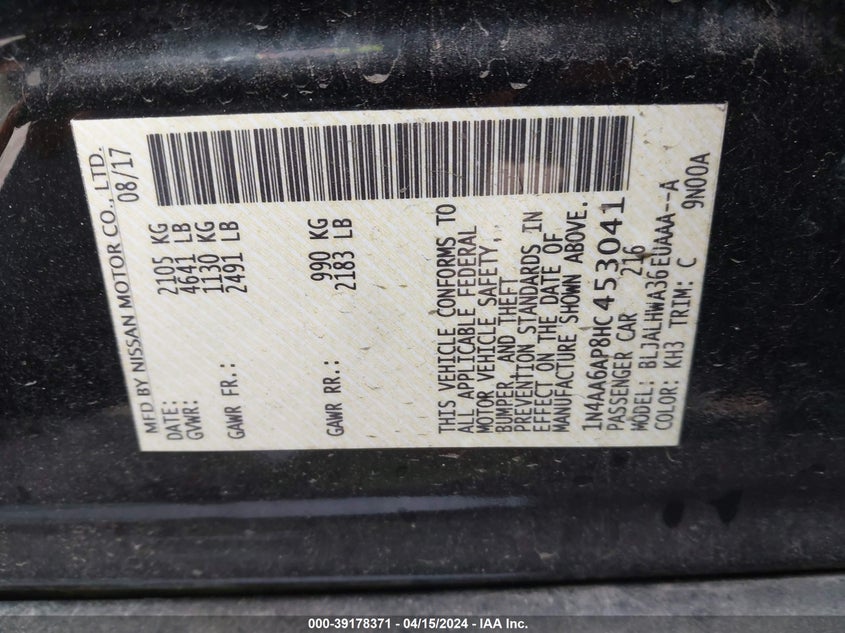 MFD BY NISSAN MOTOR CO., LTD.
DATE: 08/17
GVWR: 2105 KG
4641 LB
GAWR FR.: 1130 KG
2491 LB
GAWR RR.: 990 KG
2183 LB
THIS VEHICLE CONFORMS TO
ALL APPLICABLE FEDERAL
MOTOR VEHICLE SAFETY,
BUMPER, AND THEFT
PREVENTION STANDARDS IN
EFFECT ON THE DATE OF
MANUFACTURE SHOWN ABOVE.
1N4AA6AP8HC453041
PASSENGER CAR 216
MODEL: BLJALHWA36EUAAA--A
COLOR: KH3 TRIM: C 9N00A
000-39178371 - 04/15/2024 - IAA Inc.